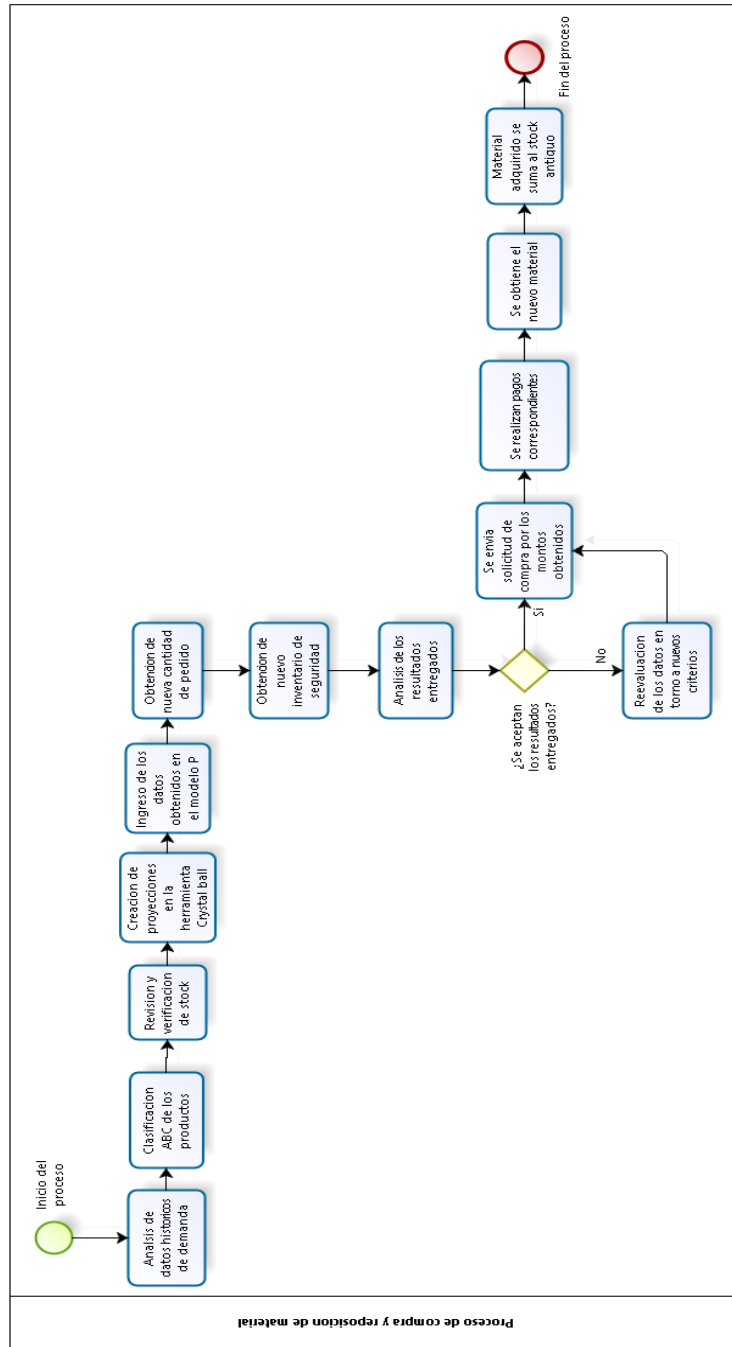 Proceso de compra y reposicion de material
Inicio del
proceso
Analsis de
datos historicos
de demanda
Clasificacion
ABC de los
productos
Revision y
verificacion
de stock
Creacion de
proyecciones
en la
herramienta
Crystal ball
Ingreso de los
datos
obtenidos en
el modelo P
Obtencion de
nueva cantidad
de pedido
Obtencion de
nuevo
inventario de
seguridad
Analisis de los
resultados
entregados
¿Se aceptan
los resultados
entregados?
Si
No
Se envia
solicitud de
compra por los
montos
obtenidos
Reevaluacion
de los datos en
torno a nuevos
criterios
Se realizan pagos
correspondientes
Se obtiene el
nuevo material
Material
adquirido se
suma al stock
antiquo
Fin del proceso